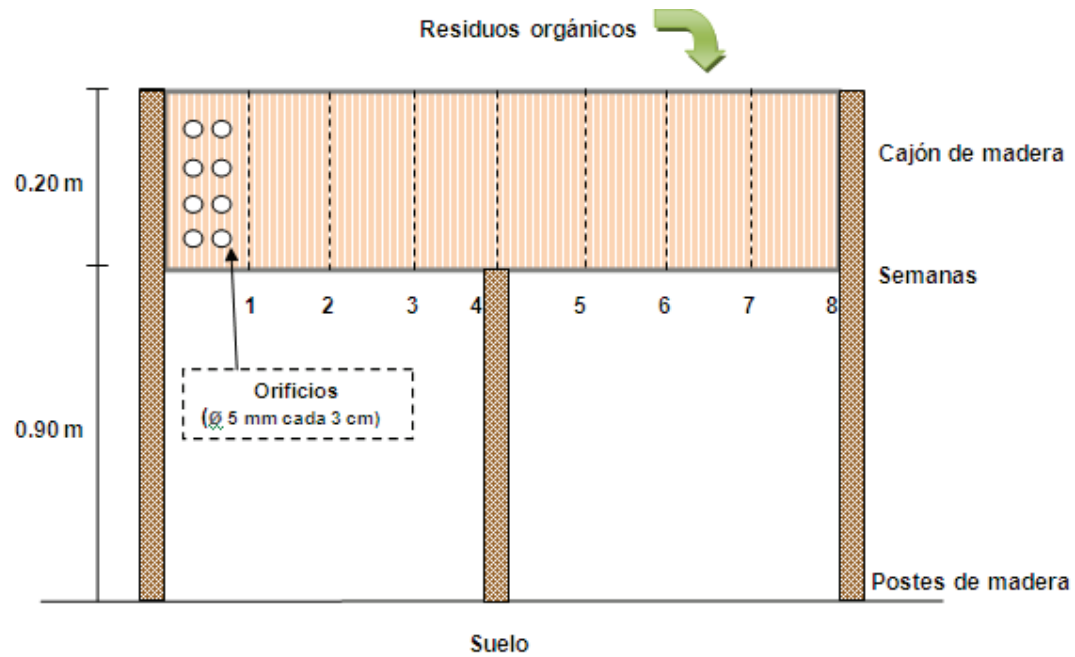 Residuos orgánicos
0.20 m
Cajón de madera
Semanas
1 2 3 4 5 6 7 8
Orificios
(Ø 5 mm cada 3 cm)
0.90 m
Postes de madera
Suelo